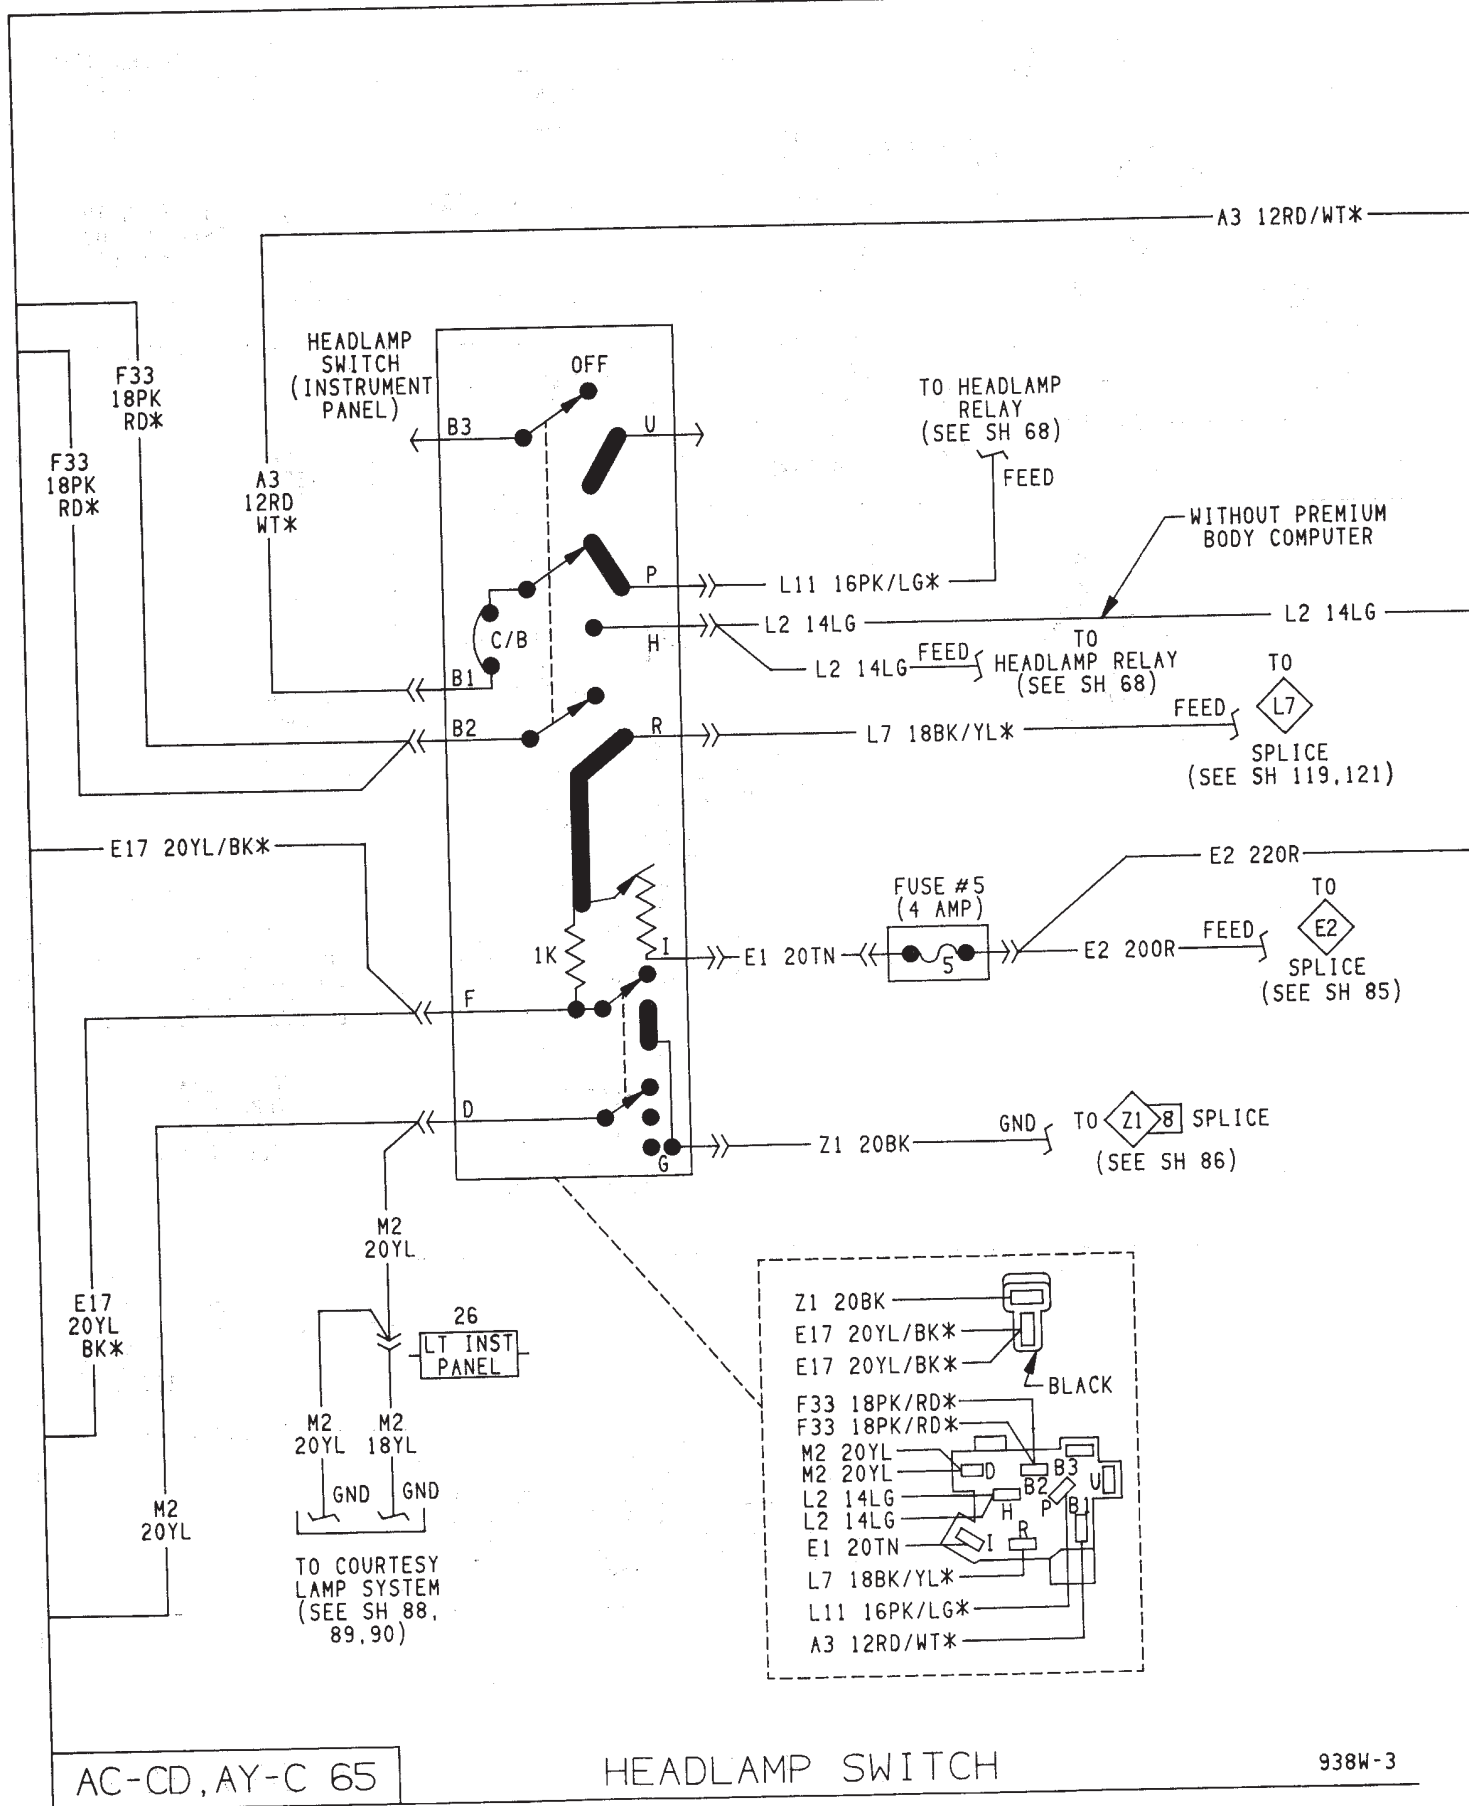 A3 12RD/WT*
HEADLAMP
SWITCH
(INSTRUMENT
PANEL)
OFF
F33
18PK
RD*
TO HEADLAMP
RELAY
(SEE SH 68)
B3
U
F33
18PK
RD*
A3
12RD
WT*
FEED
WITHOUT PREMIUM
BODY COMPUTER
P
L11 16PK/LG*
C/B
H
L2 14LG
L2 14LG
L2 14LG
FEED
TO
HEADLAMP RELAY
(SEE SH 68)
B1
TO
L7
SPLICE
(SEE SH 119,121)
B2
R
L7 18BK/YL*
FEED
E17 20YL/BK*
E2 22OR
FUSE #5
(4 AMP)
5
TO
E2
SPLICE
(SEE SH 85)
1K
I
E1 20TN
E2 20OR
FEED
F
D
GND
TO Z1 8 SPLICE
(SEE SH 86)
Z1 20BK
G
M2
20YL
E17
20YL
BK*
26
LT INST
PANEL
M2
20YL
M2
18YL
GND
GND
M2
20YL
TO COURTESY
LAMP SYSTEM
(SEE SH 88,
89,90)
Z1 20BK
E17 20YL/BK*
E17 20YL/BK*
BLACK
F33 18PK/RD*
F33 18PK/RD*
M2 20YL
M2 20YL
L2 14LG
L2 14LG
E1 20TN
L7 18BK/YL*
L11 16PK/LG*
A3 12RD/WT*
D
B3
B2
U
P
B1
H
I
R
AC-CD,AY-C 65
HEADLAMP SWITCH
938W-3